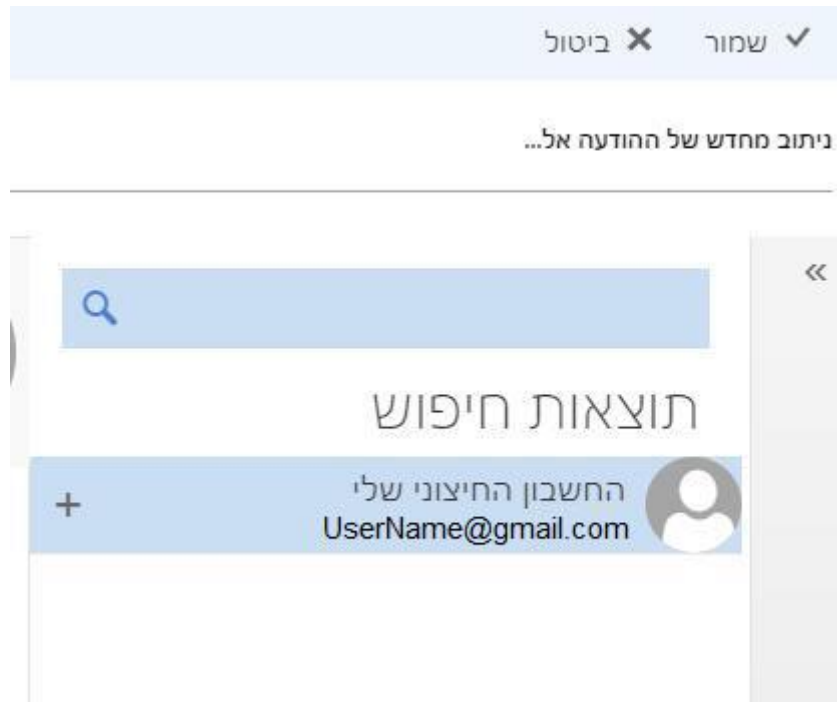 ✓ שמור ✕ ביטול
ניתוב מחדש של ההודעה אל...
»
תוצאות חיפוש
החשבון החיצוני שלי
+
UserName@gmail.com